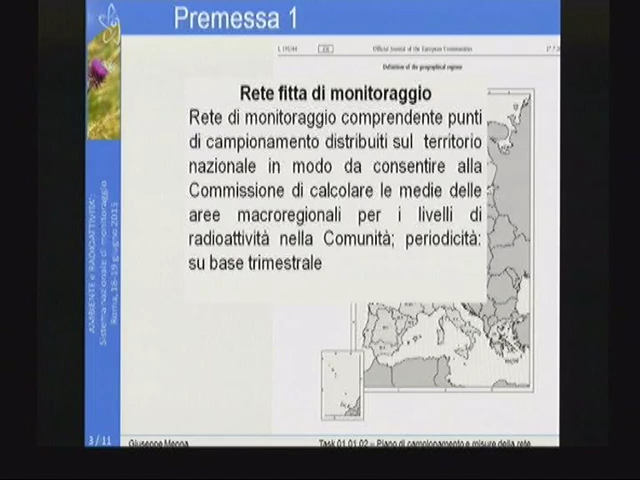 Premessa 1
Official Journal of the European Communities
Definition of the geographical regions
Rete fitta di monitoraggio
Rete di monitoraggio comprendente punti
di campionamento distribuiti sul territorio
nazionale in modo da consentire alla
Commissione di calcolare le medie delle
aree macroregionali per i livelli di
radioattività nella Comunità; periodicità:
su base trimestrale
AMBIENTE e RADIOATTIVITA':
Sistema nazionale di monitoraggio
Roma, 18-19 giugno 2013
3 / 11
Giuseppe Menna
Task 01.01.02 – Piano di campionamento e misure della rete